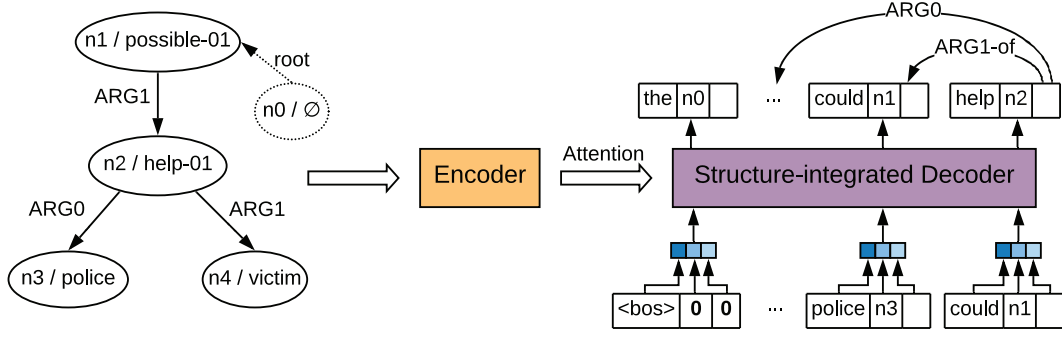 n1 / possible-01
root
ARG1
n0 / ∅
n2 / help-01
ARG0
ARG1
n3 / police
n4 / victim
Encoder
Attention
ARG0
ARG1-of
the n0
...
could n1
help n2
Structure-integrated Decoder
<bos> 0 0
...
police n3
could n1